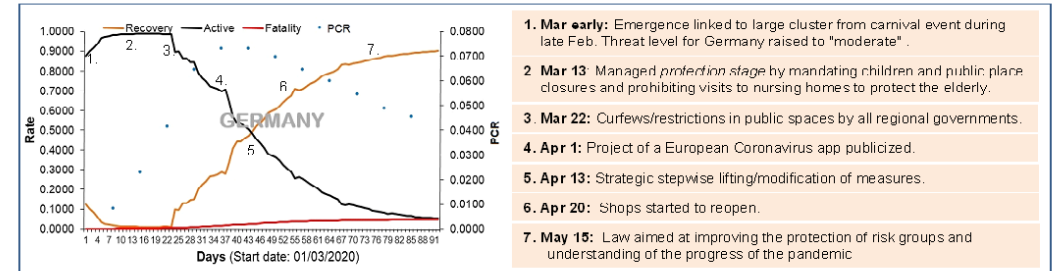 Recovery Active Fatality PCR
1.0000 0.0800
0.9000 0.0700
0.8000 0.0600
0.7000 0.0500
0.6000 0.0400
0.5000 0.0300
0.4000 0.0200
0.3000 0.0100
0.2000 0.0000
0.1000
0.0000
Rate
PCR
1.
2.
3
4.
5
6
7.
GERMANY
1 4 7 10 13 16 19 22 25 28 31 34 37 40 43 46 49 52 55 58 61 64 67 70 73 76 79 82 85 88 91
Days (Start date: 01/03/2020)
1. Mar early: Emergence linked to large cluster from carnival event during
late Feb. Threat level for Germany raised to "moderate" .
2 Mar 13: Managed protection stage by mandating children and public place
closures and prohibiting visits to nursing homes to protect the elderly.
3. Mar 22: Curfews/restrictions in public spaces by all regional governments.
4. Apr 1: Project of a European Coronavirus app publicized.
5. Apr 13: Strategic stepwise lifting/modification of measures.
6. Apr 20: Shops started to reopen.
7. May 15: Law aimed at improving the protection of risk groups and
understanding of the progress of the pandemic